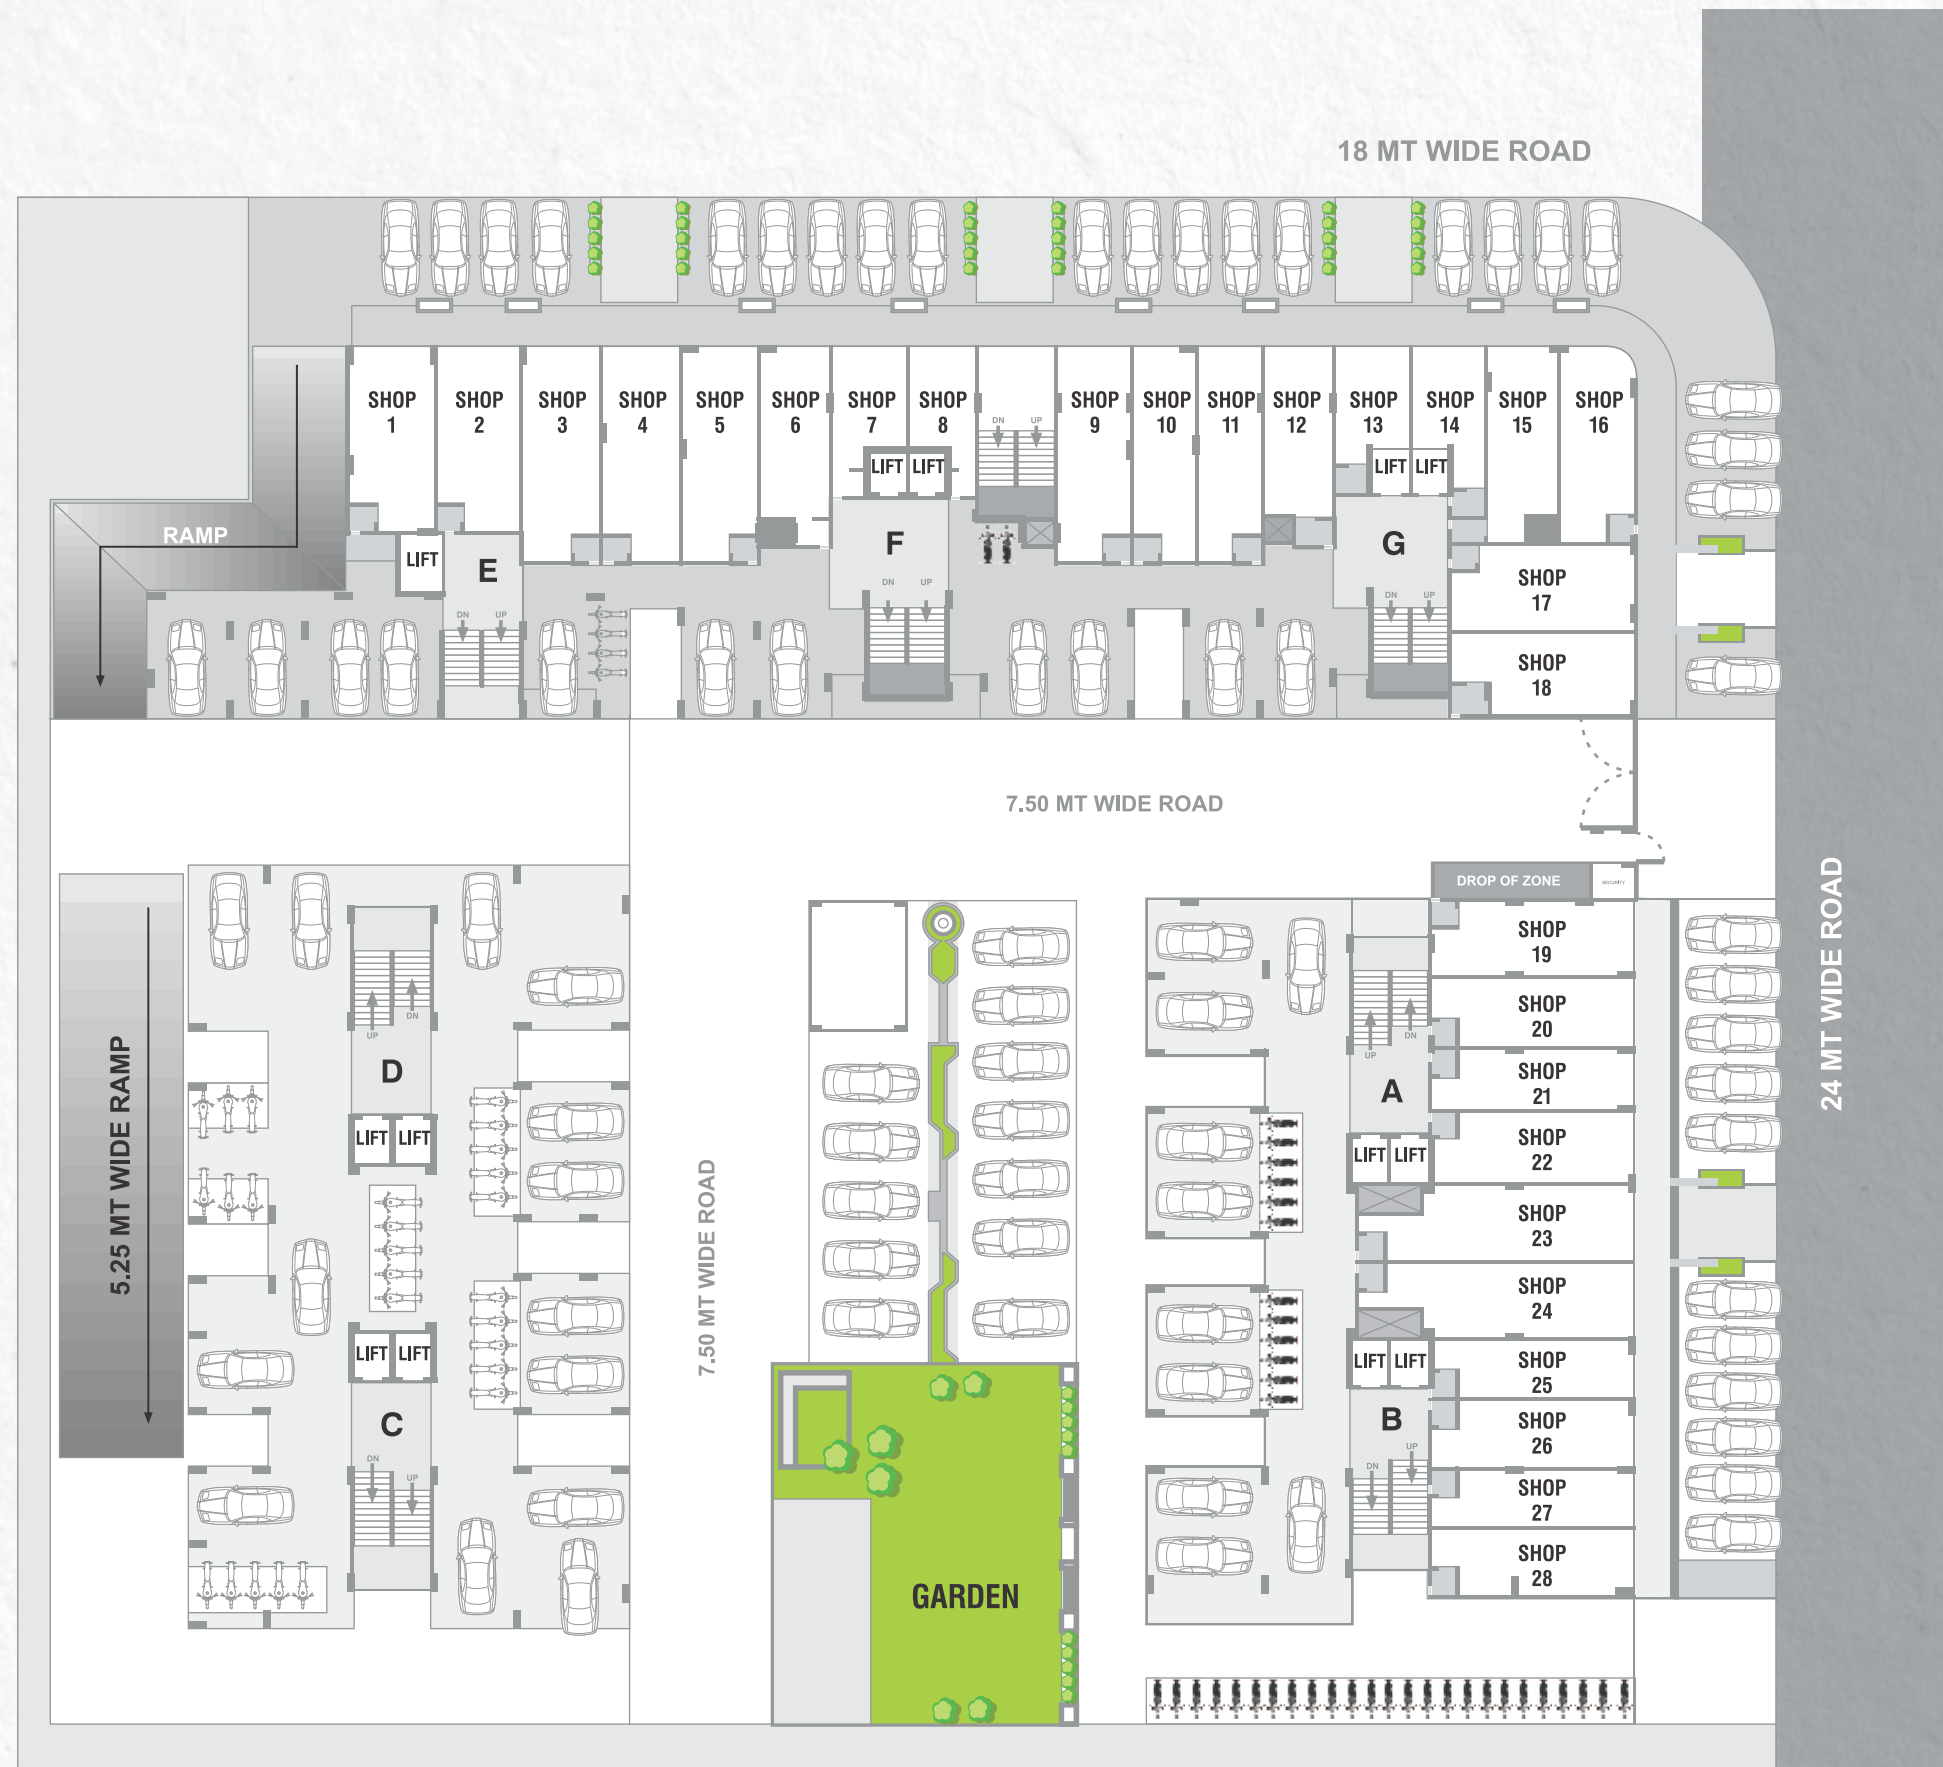 18 MT WIDE ROAD
SHOP
1
SHOP
2
SHOP
3
SHOP
4
SHOP
5
SHOP
6
SHOP
7
SHOP
8
DN
UP
SHOP
9
SHOP
10
SHOP
11
SHOP
12
SHOP
13
SHOP
14
SHOP
15
SHOP
16
LIFT
LIFT
LIFT
LIFT
RAMP
LIFT
E
DN
UP
F
DN
UP
G
DN
UP
SHOP
17
SHOP
18
7.50 MT WIDE ROAD
DROP OF ZONE
SECURITY
24 MT WIDE ROAD
5.25 MT WIDE RAMP
UP
DN
D
LIFT
LIFT
LIFT
LIFT
C
DN
UP
7.50 MT WIDE ROAD
GARDEN
UP
DN
A
LIFT
LIFT
LIFT
LIFT
B
DN
UP
SHOP
19
SHOP
20
SHOP
21
SHOP
22
SHOP
23
SHOP
24
SHOP
25
SHOP
26
SHOP
27
SHOP
28